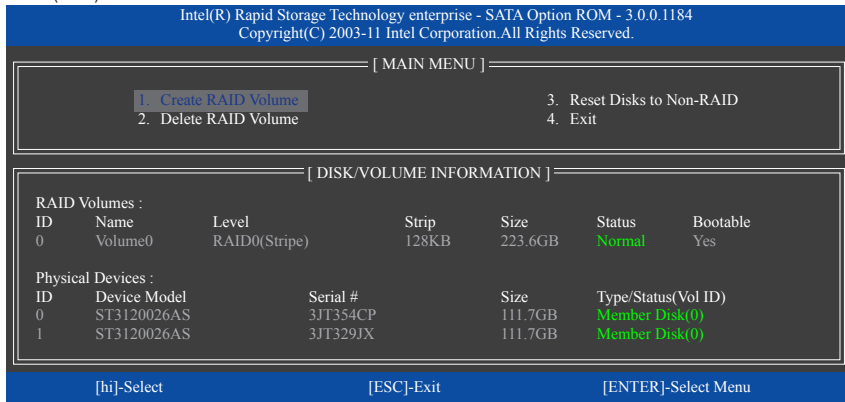 Intel(R) Rapid Storage Technology enterprise - SATA Option ROM - 3.0.0.1184
Copyright(C) 2003-11 Intel Corporation.All Rights Reserved.
[ MAIN MENU ]
1. Create RAID Volume 3. Reset Disks to Non-RAID
2. Delete RAID Volume 4. Exit
[ DISK/VOLUME INFORMATION ]
RAID Volumes :
ID Name Level Strip Size Status Bootable
0 Volume0 RAID0(Stripe) 128KB 223.6GB Normal Yes
Physical Devices :
ID Device Model Serial # Size Type/Status(Vol ID)
0 ST3120026AS 3JT354CP 111.7GB Member Disk(0)
1 ST3120026AS 3JT329JX 111.7GB Member Disk(0)
[hi]-Select [ESC]-Exit [ENTER]-Select Menu